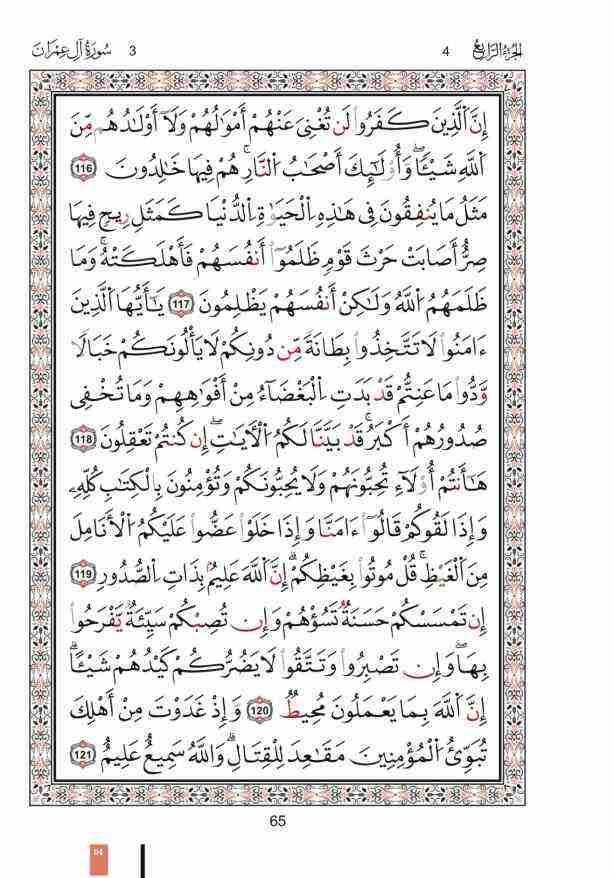 الجزء الرابع 4 3 سورة آل عمران
إِنَّ ٱلَّذِينَ كَفَرُوا۟ لَن تُغْنِىَ عَنْهُمْ أَمْوَٰلُهُمْ وَلَآ أَوْلَٰدُهُم مِّنَ
ٱللَّهِ شَيْـًٔا ۖ وَأُو۟لَٰٓئِكَ أَصْحَٰبُ ٱلنَّارِ ۚ هُمْ فِيهَا خَٰلِدُونَ 116
مَثَلُ مَا يُنفِقُونَ فِى هَٰذِهِ ٱلْحَيَوٰةِ ٱلدُّنْيَا كَمَثَلِ رِيحٍ فِيهَا
صِرٌّ أَصَابَتْ حَرْثَ قَوْمٍ ظَلَمُوٓا۟ أَنفُسَهُمْ فَأَهْلَكَتْهُ ۚ وَمَا
ظَلَمَهُمُ ٱللَّهُ وَلَٰكِنْ أَنفُسَهُمْ يَظْلِمُونَ 117 يَٰٓأَيُّهَا ٱلَّذِينَ
ءَامَنُوا۟ لَا تَتَّخِذُوا۟ بِطَانَةً مِّن دُونِكُمْ لَا يَأْلُونَكُمْ خَبَالًا
وَدُّوا۟ مَا عَنِتُّمْ قَدْ بَدَتِ ٱلْبَغْضَآءُ مِنْ أَفْوَٰهِهِمْ وَمَا تُخْفِى
صُدُورُهُمْ أَكْبَرُ ۚ قَدْ بَيَّنَّا لَكُمُ ٱلْءَايَٰتِ ۖ إِن كُنتُمْ تَعْقِلُونَ 118
هَٰٓأَنتُمْ أُو۟لَآءِ تُحِبُّونَهُمْ وَلَا يُحِبُّونَكُمْ وَتُؤْمِنُونَ بِٱلْكِتَٰبِ كُلِّهِۦ
وَإِذَا لَقُوكُمْ قَالُوٓا۟ ءَامَنَّا وَإِذَا خَلَوْا۟ عَضُّوا۟ عَلَيْكُمُ ٱلْأَنَامِلَ
مِنَ ٱلْغَيْظِ ۚ قُلْ مُوتُوا۟ بِغَيْظِكُمْ ۗ إِنَّ ٱللَّهَ عَلِيمٌۢ بِذَاتِ ٱلصُّدُورِ 119
إِن تَمْسَسْكُمْ حَسَنَةٌ تَسُؤْهُمْ وَإِن تُصِبْكُمْ سَيِّئَةٌ يَفْرَحُوا۟
بِهَا ۖ وَإِن تَصْبِرُوا۟ وَتَتَّقُوا۟ لَا يَضُرُّكُمْ كَيْدُهُمْ شَيْـًٔا ۗ
إِنَّ ٱللَّهَ بِمَا يَعْمَلُونَ مُحِيطٌ 120 وَإِذْ غَدَوْتَ مِنْ أَهْلِكَ
تُبَوِّئُ ٱلْمُؤْمِنِينَ مَقَٰعِدَ لِلْقِتَالِ ۗ وَٱللَّهُ سَمِيعٌ عَلِيمٌ 121
65
04